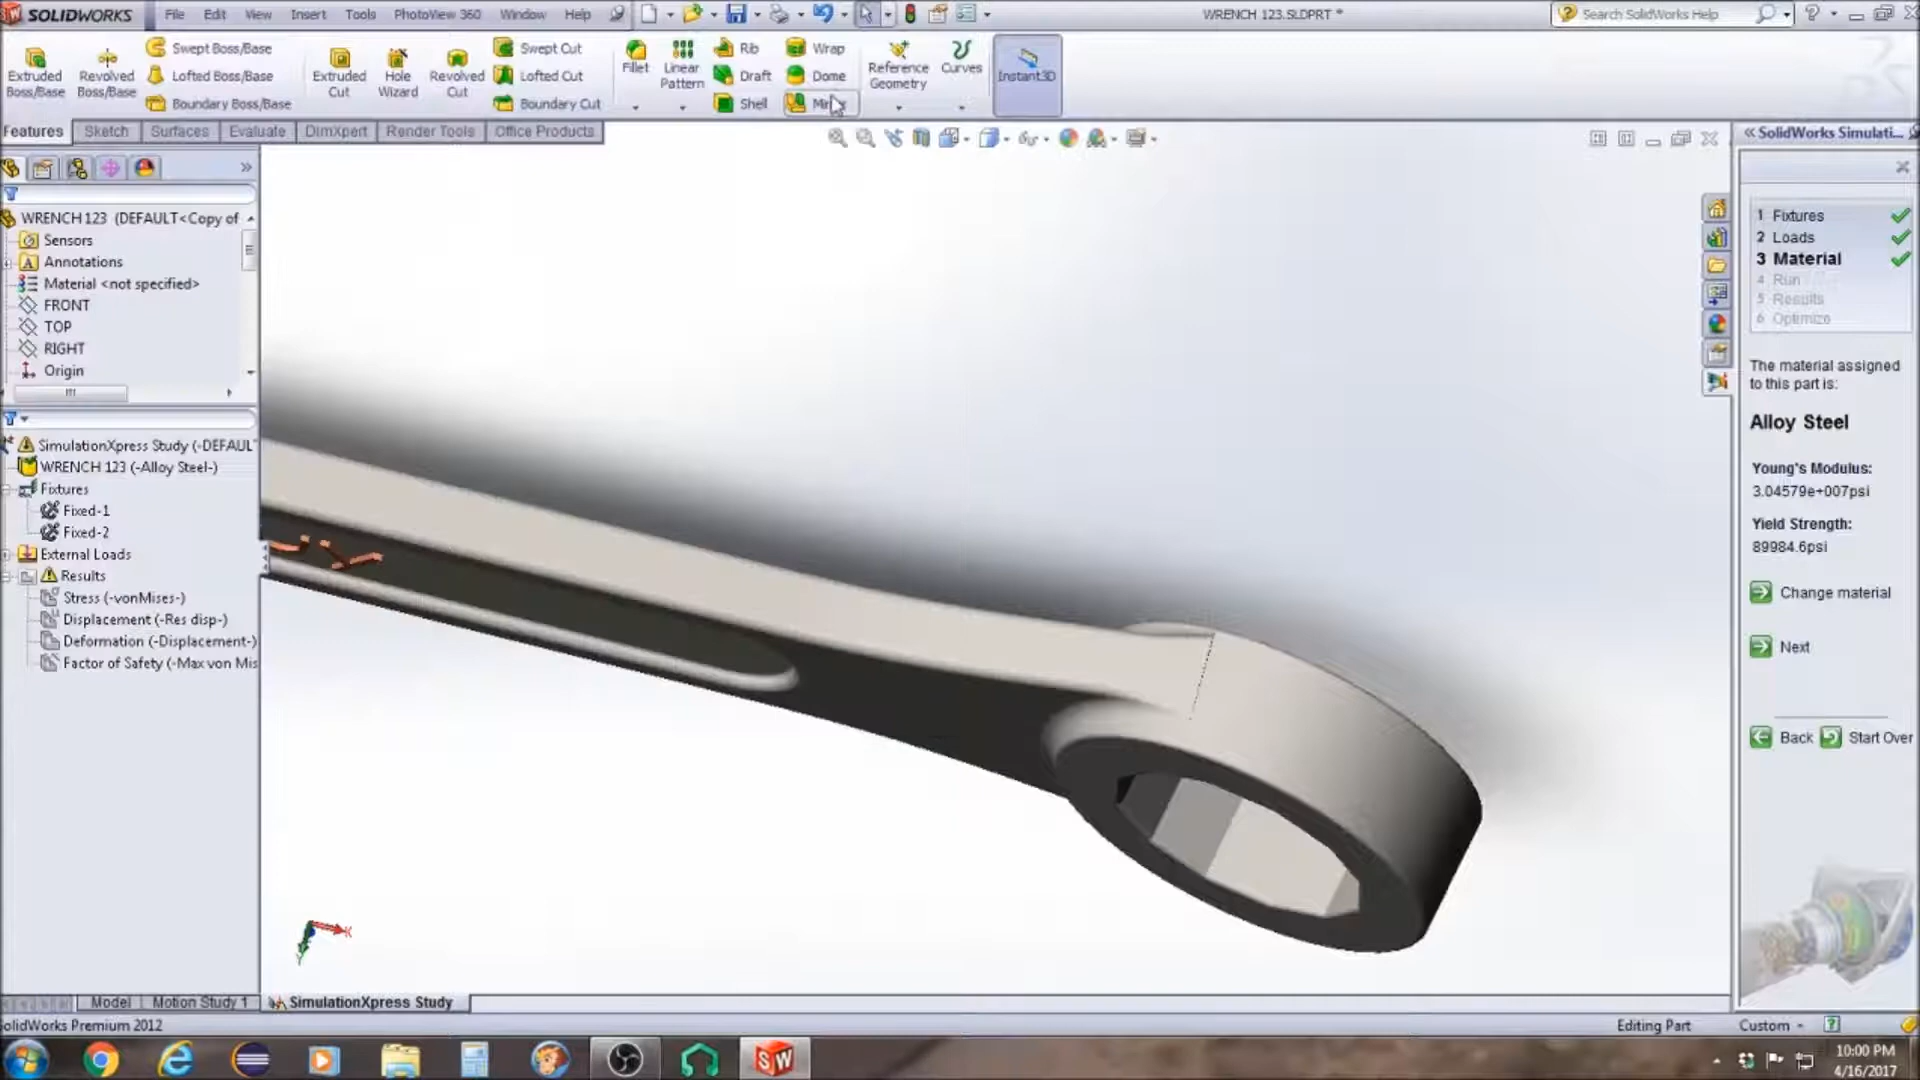 SOLIDWORKS File Edit View Insert Tools PhotoView 360 Window Help WRENCH 123.SLDPRT * Search SolidWorks Help
Extruded Boss/Base
Revolved Boss/Base
Swept Boss/Base
Lofted Boss/Base
Boundary Boss/Base
Extruded Cut
Hole Wizard
Revolved Cut
Swept Cut
Lofted Cut
Boundary Cut
Fillet
Linear Pattern
Rib
Draft
Shell
Wrap
Dome
Reference Geometry
Curves
Instant3D
Features Sketch Surfaces Evaluate DimXpert Render Tools Office Products
WRENCH 123 (DEFAULT<Copy of
Sensors
Annotations
Material <not specified>
FRONT
TOP
RIGHT
Origin
SimulationXpress Study (-DEFAUL
WRENCH 123 (-Alloy Steel-)
Fixtures
Fixed-1
Fixed-2
External Loads
Results
Stress (-vonMises-)
Displacement (-Res disp-)
Deformation (-Displacement-)
Factor of Safety (-Max von Mis
SolidWorks Simulati...
1 Fixtures
2 Loads
3 Material
4 Run
5 Results
6 Optimize
The material assigned
to this part is:
Alloy Steel
Young's Modulus:
3.04579e+007psi
Yield Strength:
89984.6psi
Change material
Next
Back Start Over
Model Motion Study 1 SimulationXpress Study
olidWorks Premium 2012 Editing Part Custom
10:00 PM
4/16/2017